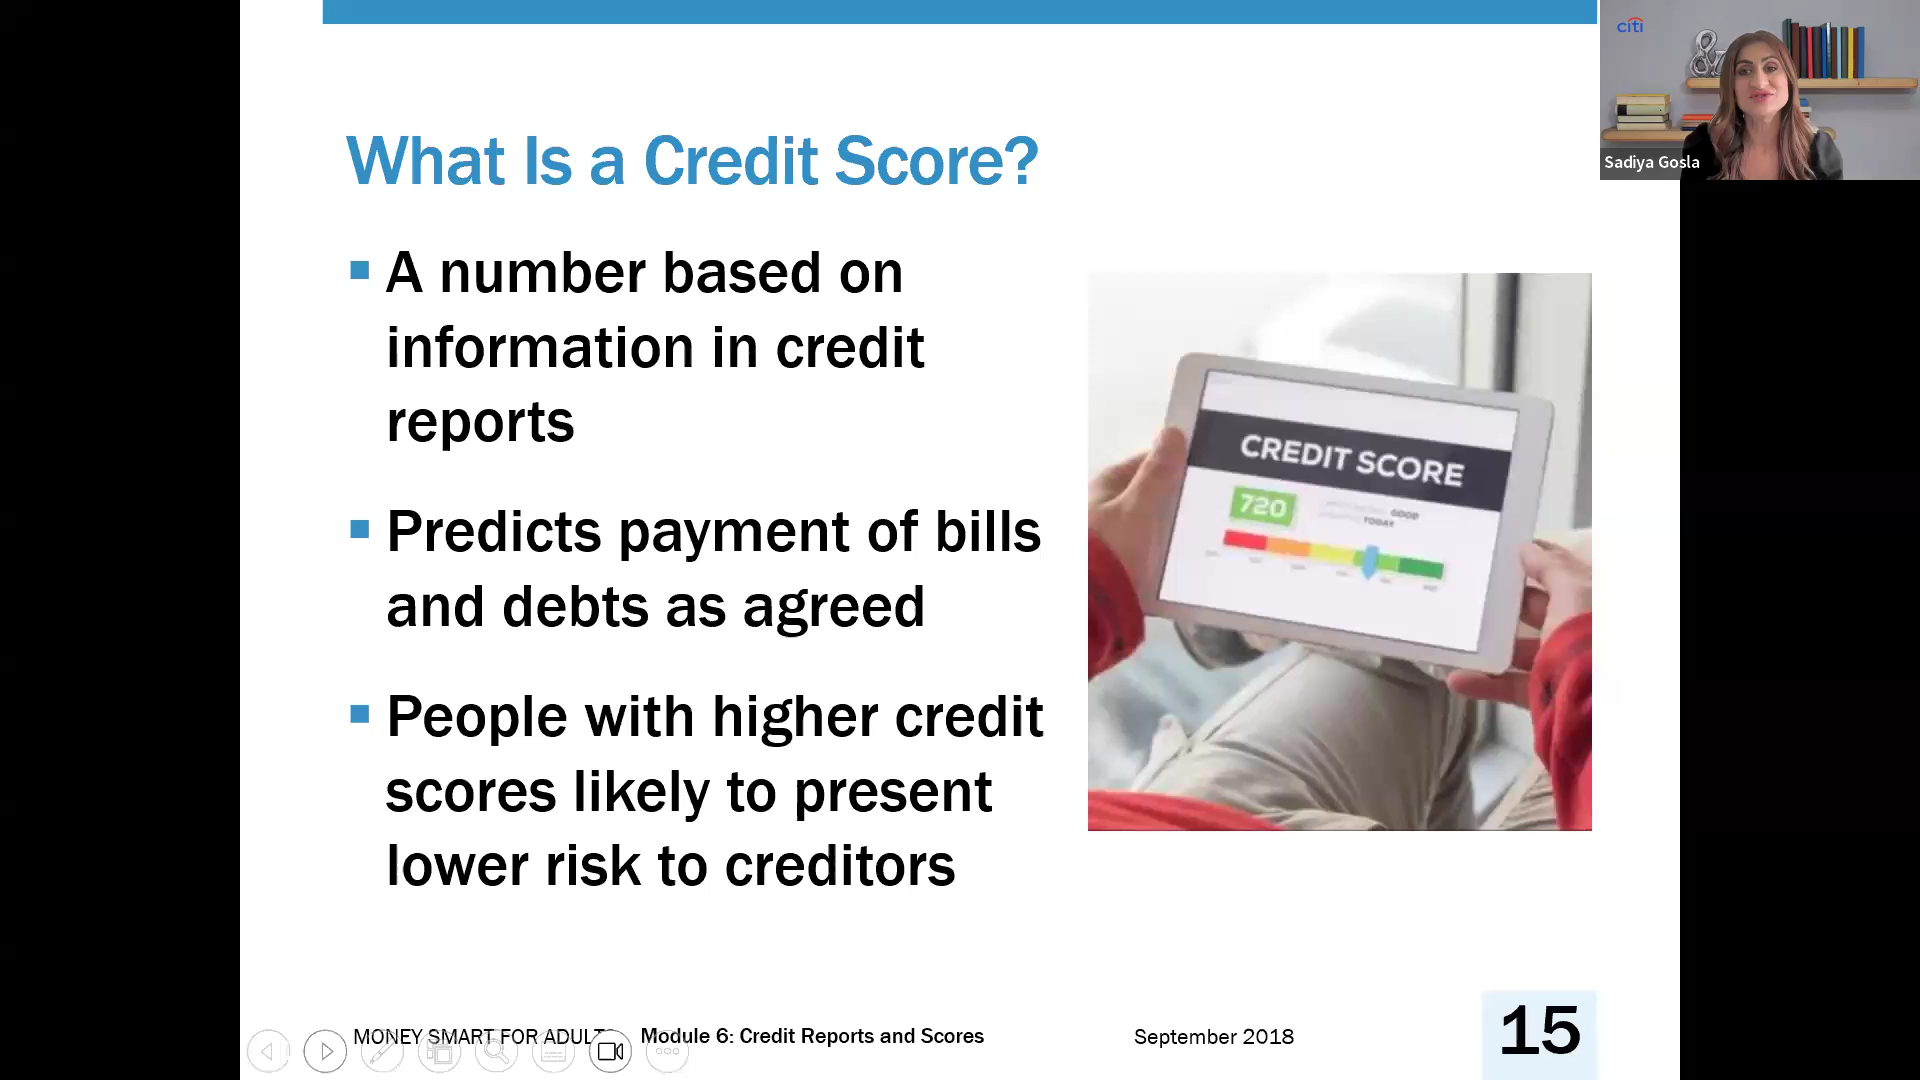 citi
Sadiya Gosla
What Is a Credit Score?
A number based on
information in credit
reports
Predicts payment of bills
and debts as agreed
People with higher credit
scores likely to present
lower risk to creditors
CREDIT SCORE
720
GOOD
TODAY
MONEY SMART FOR ADULTS
Module 6: Credit Reports and Scores
September 2018
15